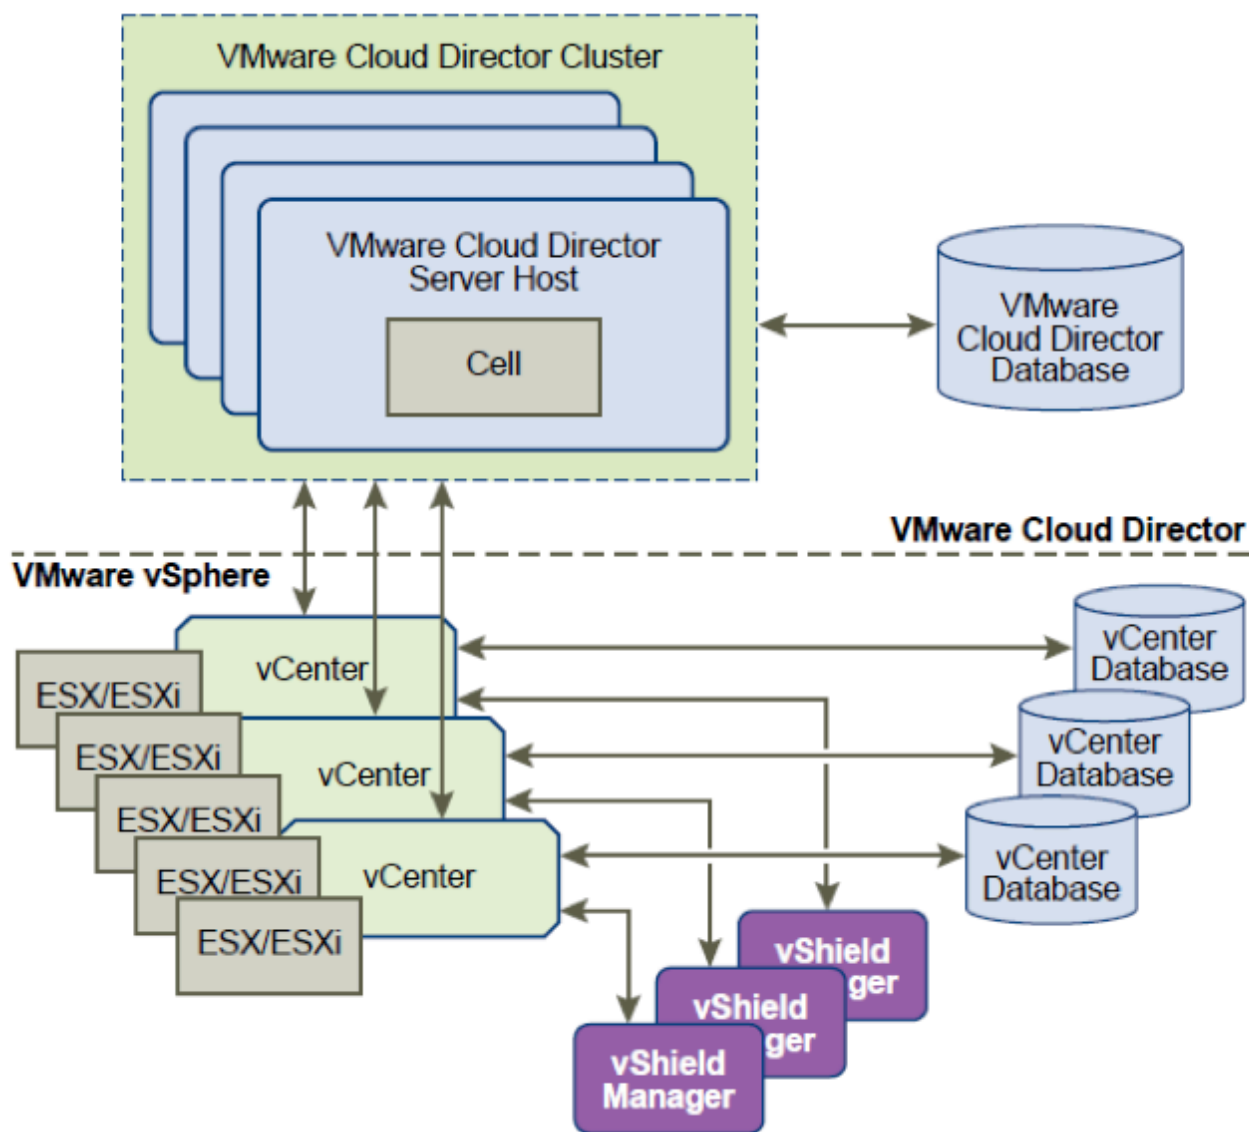 VMware Cloud Director Cluster
VMware Cloud Director
Server Host
Cell
VMware
Cloud Director
Database
VMware Cloud Director
VMware vSphere
vCenter
vCenter
vCenter
ESX/ESXi
ESX/ESXi
ESX/ESXi
ESX/ESXi
ESX/ESXi
vCenter
Database
vCenter
Database
vCenter
Database
vShield
ger
vShield
ger
vShield
Manager